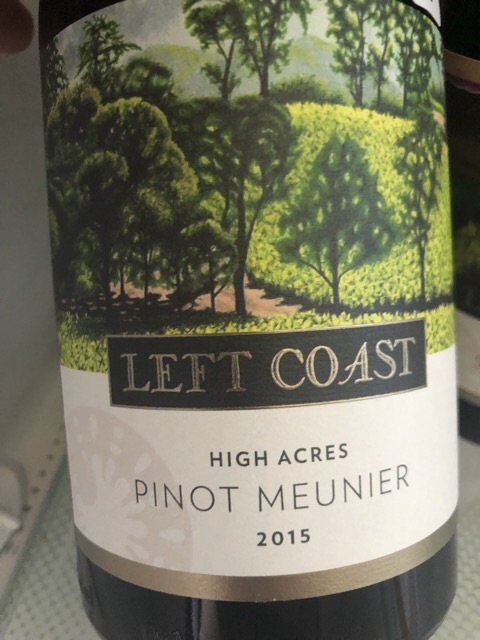 LEFT COAST
HIGH ACRES
PINOT MEUNIER
2015